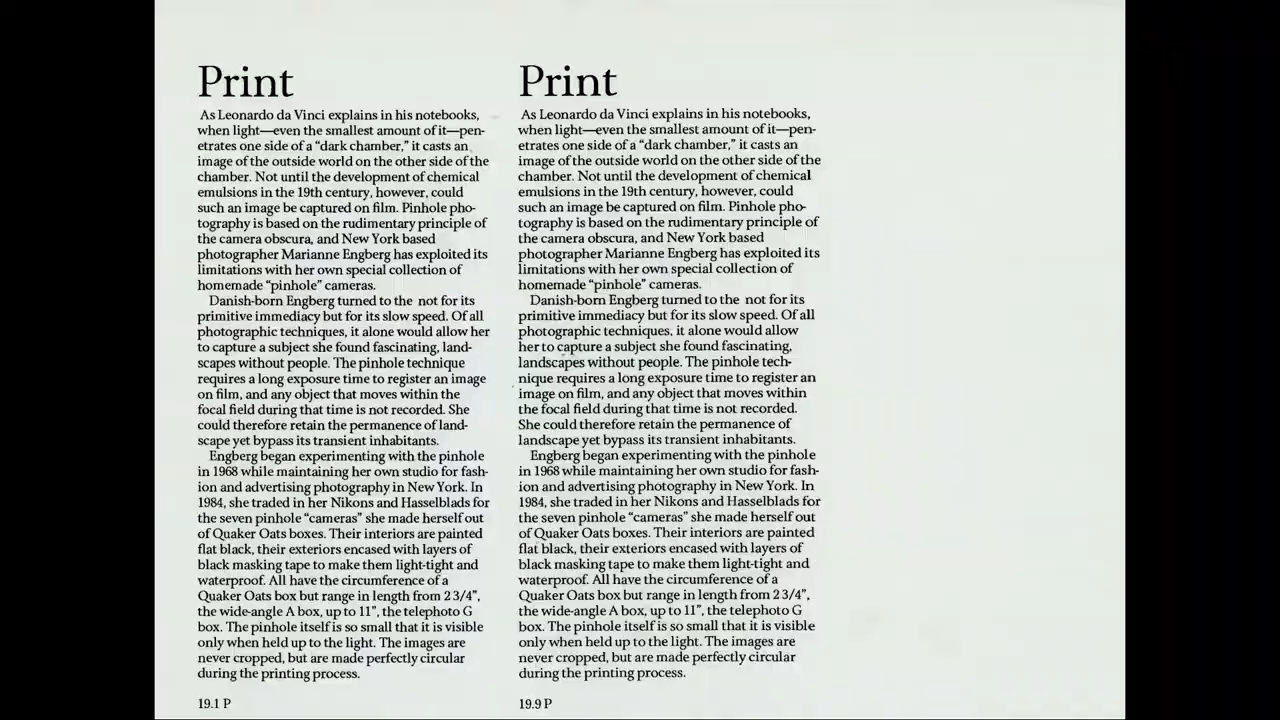 Print
As Leonardo da Vinci explains in his notebooks,
when light—even the smallest amount of it—pen-
etrates one side of a “dark chamber,” it casts an
image of the outside world on the other side of the
chamber. Not until the development of chemical
emulsions in the 19th century, however, could
such an image be captured on film. Pinhole pho-
tography is based on the rudimentary principle of
the camera obscura, and New York based
photographer Marianne Engberg has exploited its
limitations with her own special collection of
homemade “pinhole” cameras.
Danish-born Engberg turned to the not for its
primitive immediacy but for its slow speed. Of all
photographic techniques, it alone would allow her
to capture a subject she found fascinating, land-
scapes without people. The pinhole technique
requires a long exposure time to register an image
on film, and any object that moves within the
focal field during that time is not recorded. She
could therefore retain the permanence of land-
scape yet bypass its transient inhabitants.
Engberg began experimenting with the pinhole
in 1968 while maintaining her own studio for fash-
ion and advertising photography in New York. In
1984, she traded in her Nikons and Hasselblads for
the seven pinhole “cameras” she made herself out
of Quaker Oats boxes. Their interiors are painted
flat black, their exteriors encased with layers of
black masking tape to make them light-tight and
waterproof. All have the circumference of a
Quaker Oats box but range in length from 2 3/4”,
the wide-angle A box, up to 11”, the telephoto G
box. The pinhole itself is so small that it is visible
only when held up to the light. The images are
never cropped, but are made perfectly circular
during the printing process.
19.1 P
Print
As Leonardo da Vinci explains in his notebooks,
when light—even the smallest amount of it—pen-
etrates one side of a “dark chamber,” it casts an
image of the outside world on the other side of the
chamber. Not until the development of chemical
emulsions in the 19th century, however, could
such an image be captured on film. Pinhole pho-
tography is based on the rudimentary principle of
the camera obscura, and New York based
photographer Marianne Engberg has exploited its
limitations with her own special collection of
homemade “pinhole” cameras.
Danish-born Engberg turned to the not for its
primitive immediacy but for its slow speed. Of all
photographic techniques, it alone would allow
her to capture a subject she found fascinating,
landscapes without people. The pinhole tech-
nique requires a long exposure time to register an
image on film, and any object that moves within
the focal field during that time is not recorded.
She could therefore retain the permanence of
landscape yet bypass its transient inhabitants.
Engberg began experimenting with the pinhole
in 1968 while maintaining her own studio for fash-
ion and advertising photography in New York. In
1984, she traded in her Nikons and Hasselblads for
the seven pinhole “cameras” she made herself out
of Quaker Oats boxes. Their interiors are painted
flat black, their exteriors encased with layers of
black masking tape to make them light-tight and
waterproof. All have the circumference of a
Quaker Oats box but range in length from 2 3/4”,
the wide-angle A box, up to 11”, the telephoto G
box. The pinhole itself is so small that it is visible
only when held up to the light. The images are
never cropped, but are made perfectly circular
during the printing process.
19.9 P